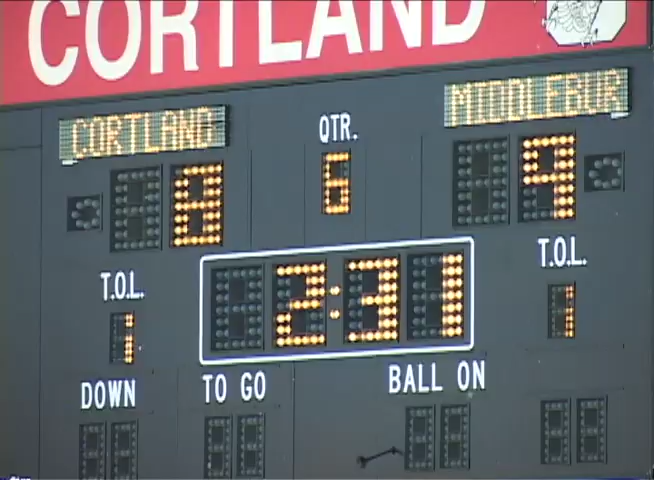 CORTLAND
CORTLAND QTR. MIDDLEBUR
8 6 9
T.O.L. 2:31 T.O.L.
1 1
DOWN TO GO BALL ON